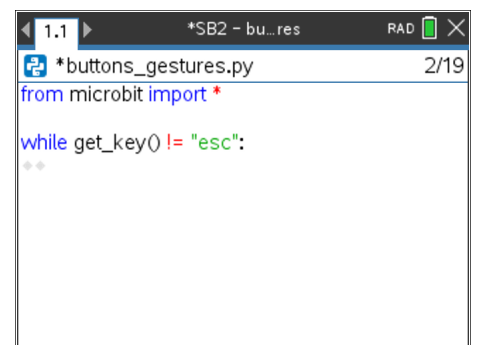 1.1 *SB2 – bu…res RAD
*buttons_gestures.py 2/19
from microbit import *
while get_key() != "esc":